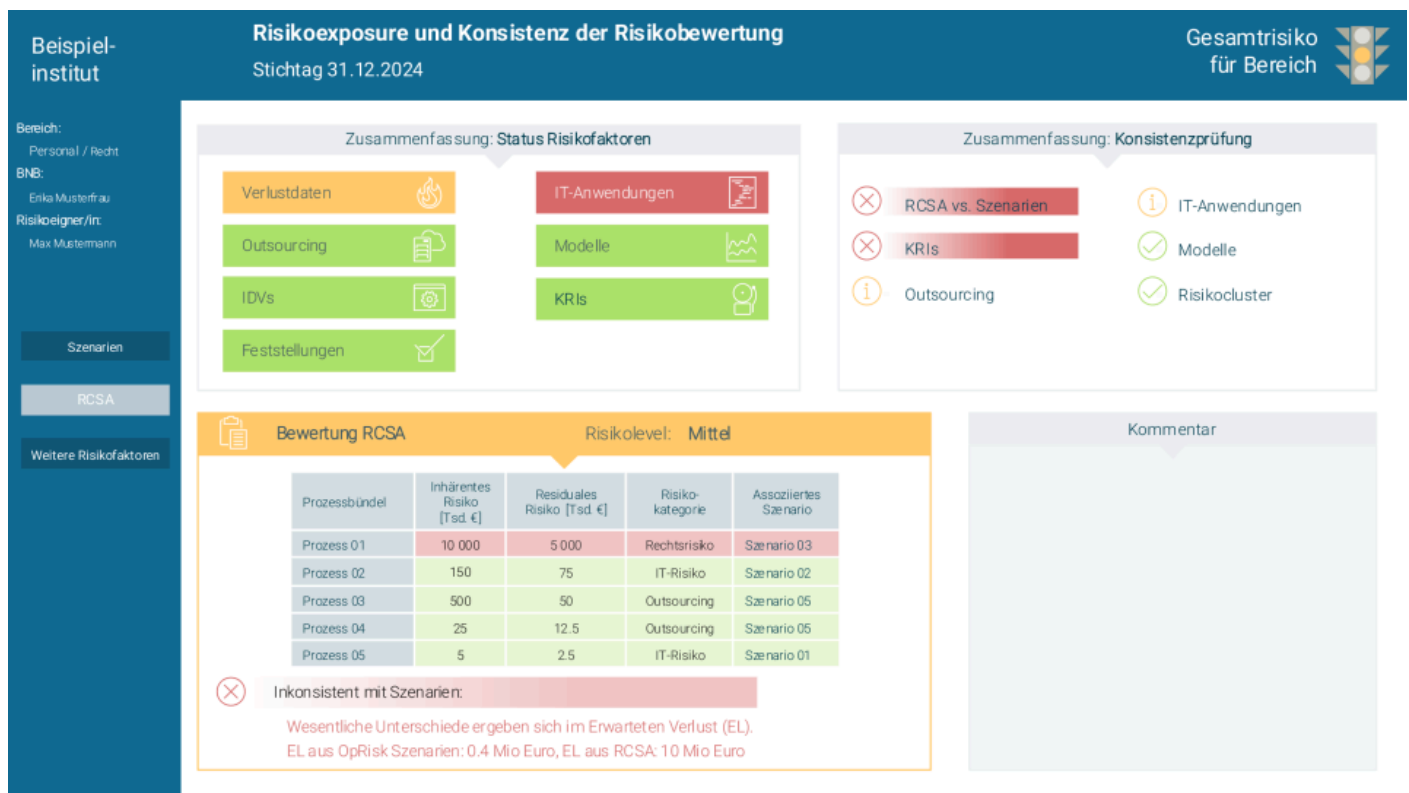 Beispiel-
institut
Risikoexposure und Konsistenz der Risikobewertung
Stichtag 31.12.2024
Gesamtrisiko
für Bereich
Bereich:
Personal / Recht
BNB:
Erika Musterfrau
Risikoeigner/in:
Max Mustermann
Szenarien
RCSA
Weitere Risikofaktoren
Zusammenfassung: Status Risikofaktoren
Verlustdaten
IT-Anwendungen
Outsourcing
Modelle
IDVs
KRIs
Feststellungen
Zusammenfassung: Konsistenzprüfung
RCSA vs. Szenarien
IT-Anwendungen
KRIs
Modelle
Outsourcing
Risikocluster
Bewertung RCSA Risikolevel: Mittel
Prozessbündel
Inhärentes
Risiko
[Tsd. €]
Residuales
Risiko [Tsd. €]
Risiko-
kategorie
Assoziiertes
Szenario
Prozess 01 10 000 5 000 Rechtsrisiko Szenario 03
Prozess 02 150 75 IT-Risiko Szenario 02
Prozess 03 500 50 Outsourcing Szenario 05
Prozess 04 25 12.5 Outsourcing Szenario 05
Prozess 05 5 2.5 IT-Risiko Szenario 01
Inkonsistent mit Szenarien:
Wesentliche Unterschiede ergeben sich im Erwarteten Verlust (EL).
EL aus OpRisk Szenarien: 0.4 Mio Euro, EL aus RCSA: 10 Mio Euro
Kommentar